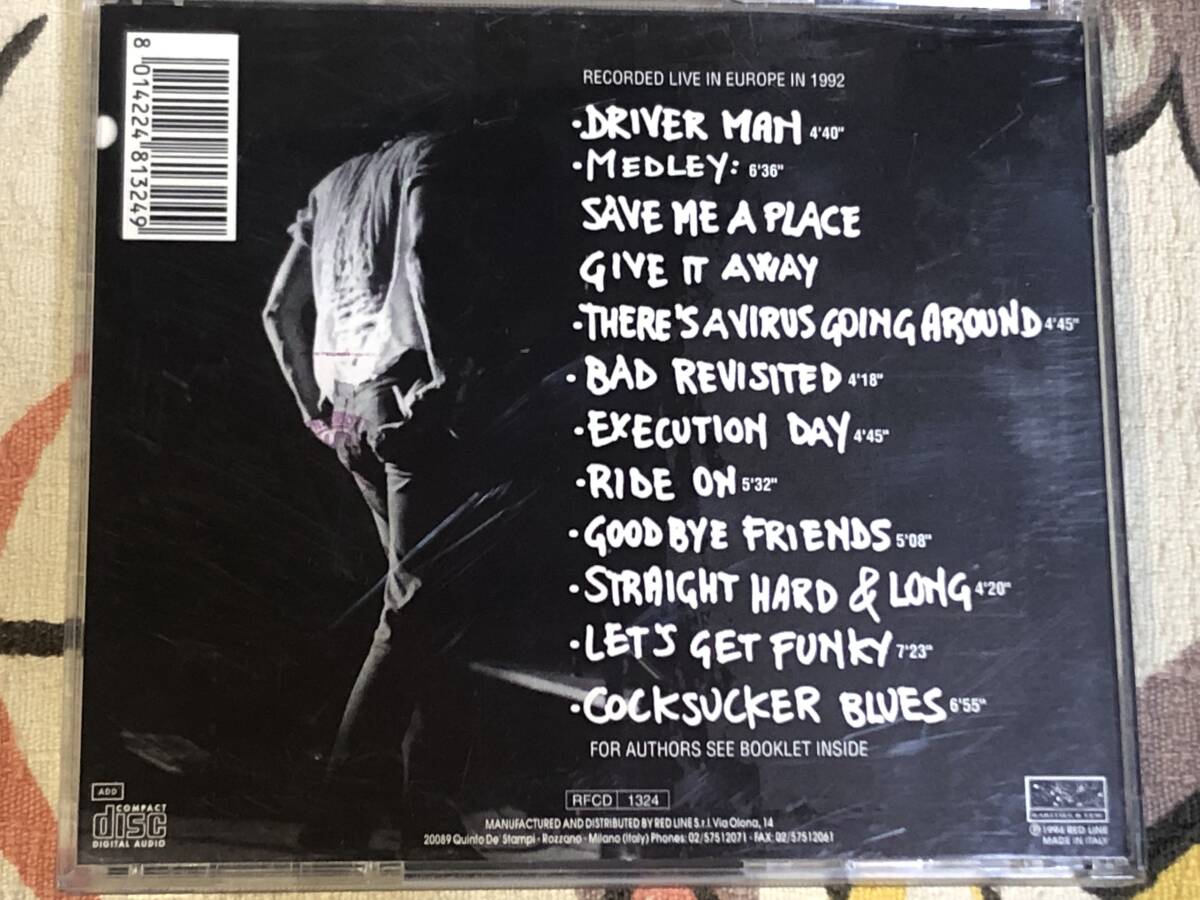 8 014224 813249
RECORDED LIVE IN EUROPE IN 1992
·DRIVER MAN 4'40"
·MEDLEY: 6'36"
SAVE ME A PLACE
GIVE IT AWAY
·THERE'S A VIRUS GOING AROUND 4'45"
·BAD REVISITED 4'18"
·EXECUTION DAY 4'45"
·RIDE ON 5'32"
·GOODBYE FRIENDS 5'08"
·STRAIGHT HARD & LONG 4'20"
·LET'S GET FUNKY 7'23"
·COCKSUCKER BLUES 6'55"
FOR AUTHORS SEE BOOKLET INSIDE
ADD
COMPACT
disc
DIGITAL AUDIO
RFCD 1324
MANUFACTURED AND DISTRIBUTED BY RED LINE S.r.l. Via Olona, 14
20089 Quinto De' Stampi - Rozzano - Milano (Italy) Phones: 02/57512071 - FAX: 02/57512061
℗ 1994 RED LINE
MADE IN ITALY